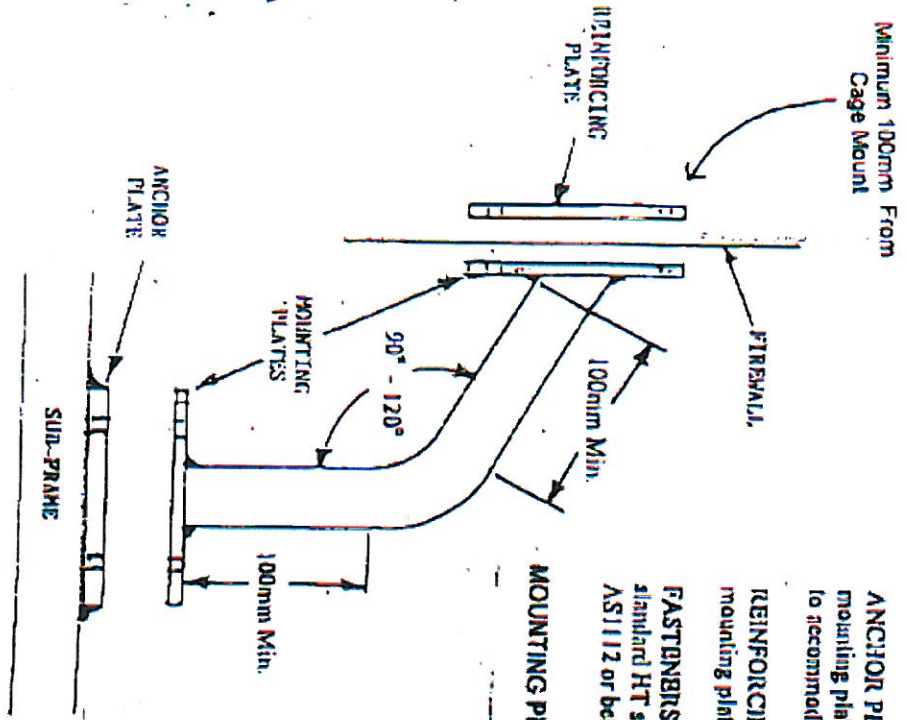 Minimum 100mm From
Cage Mount
REINFORCING
PLATE
FIREWALL
100mm Min.
90° - 120°
MOUNTING
PLATES
ANCHOR
PLATE
100mm Min.
SUB-FRAME
ANCHOR PL
mounting pla
to accommod
REINFORCI
mounting plat
FASTENERS
standard HT s
AS1112 or be
MOUNTING PL